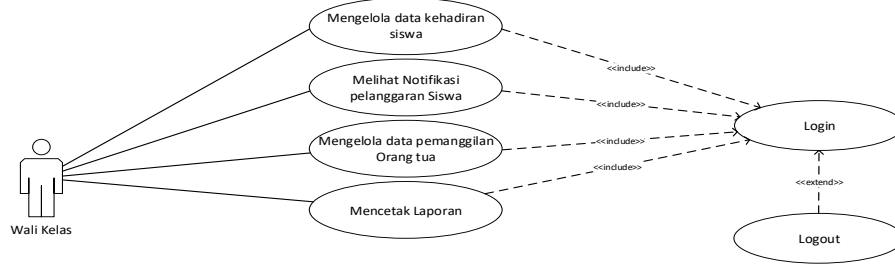 Mengelola data kehadiran
siswa
<<include>>
Melihat Notifikasi
pelanggaran Siswa
<<include>>
Login
Mengelola data pemanggilan
Orang tua
<<include>>
<<include>>
Mencetak Laporan
<<extend>>
Wali Kelas
Logout